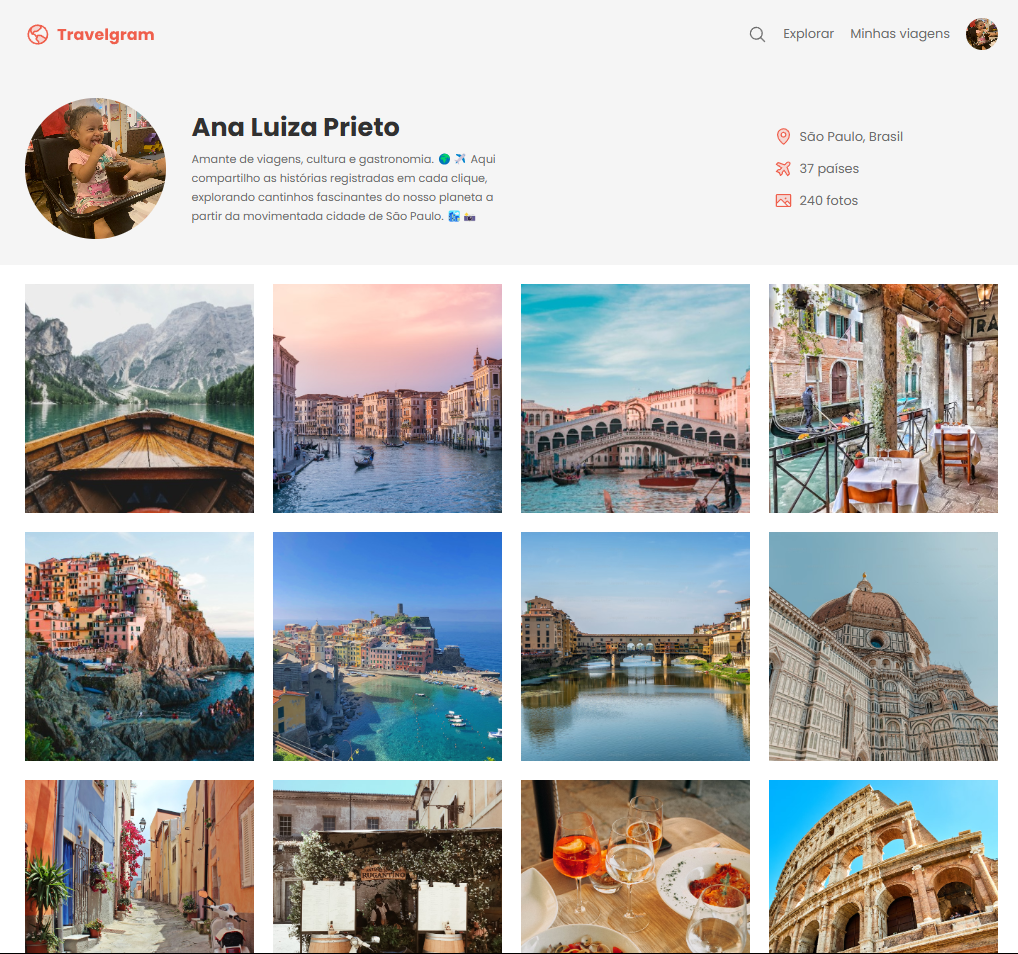 Travelgram
Explorar
Minhas viagens
Ana Luiza Prieto
Amante de viagens, cultura e gastronomia. 🌍 ✈️ Aqui
compartilho as histórias registradas em cada clique,
explorando cantinhos fascinantes do nosso planeta a
partir da movimentada cidade de São Paulo. 🏄 📸
São Paulo, Brasil
37 países
240 fotos
RUGANTINO